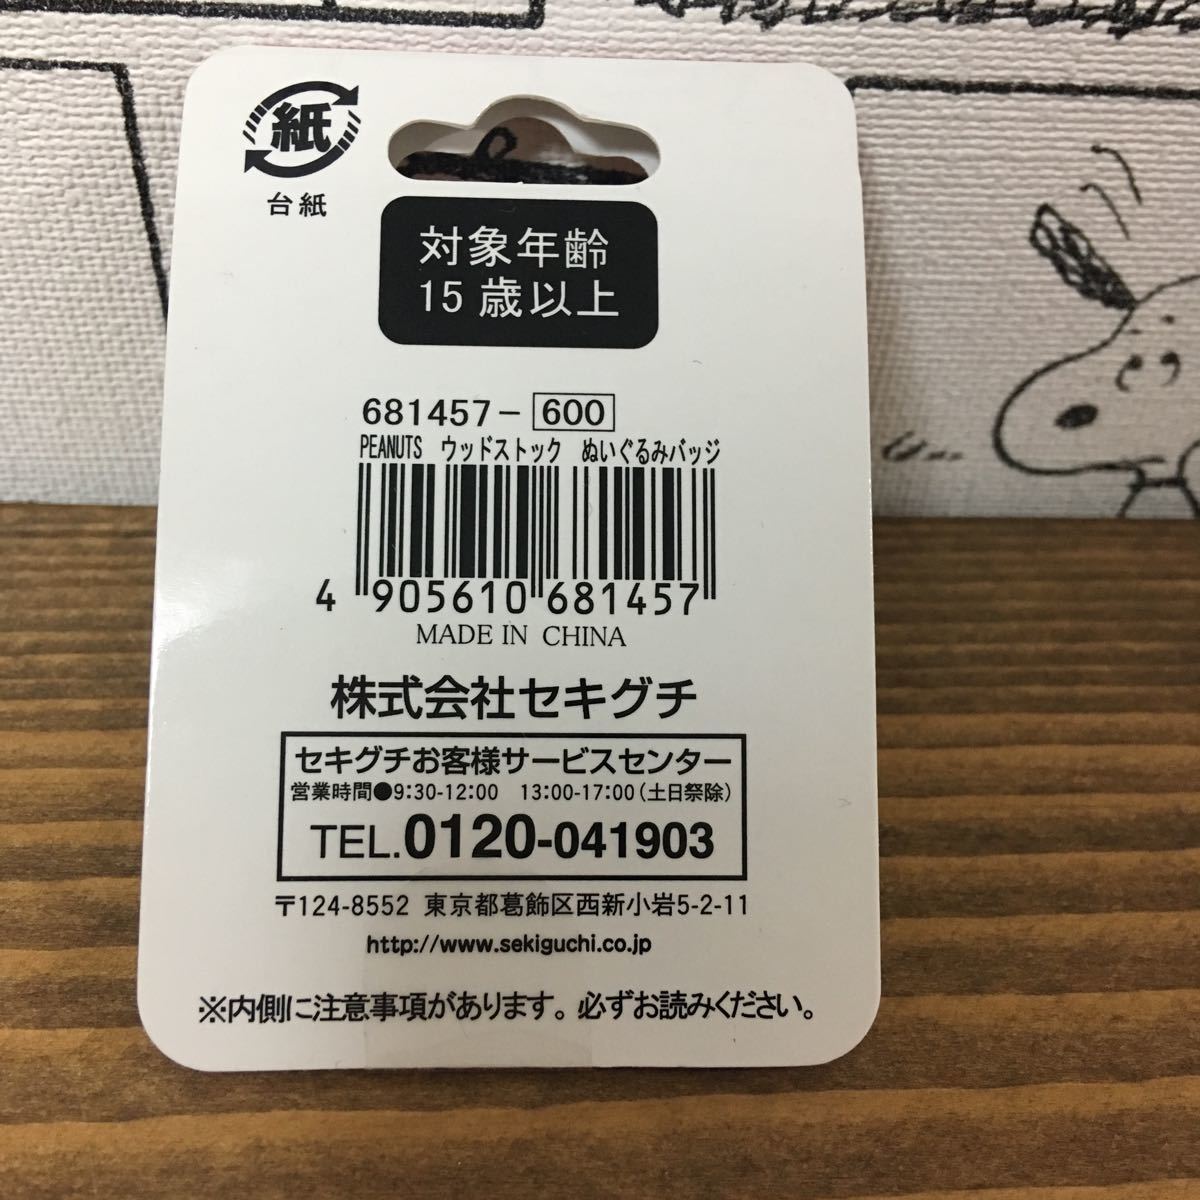 紙
台紙
対象年齢
15歳以上
681457-600
PEANUTS ウッドストック ぬいぐるみバッジ
4 905610 681457
MADE IN CHINA
株式会社セキグチ
セキグチお客様サービスセンター
営業時間●9:30-12:00 13:00-17:00(土日祭除)
TEL.0120-041903
〒124-8552 東京都葛飾区西新小岩5-2-11
http://www.sekiguchi.co.jp
※内側に注意事項があります。必ずお読みください。